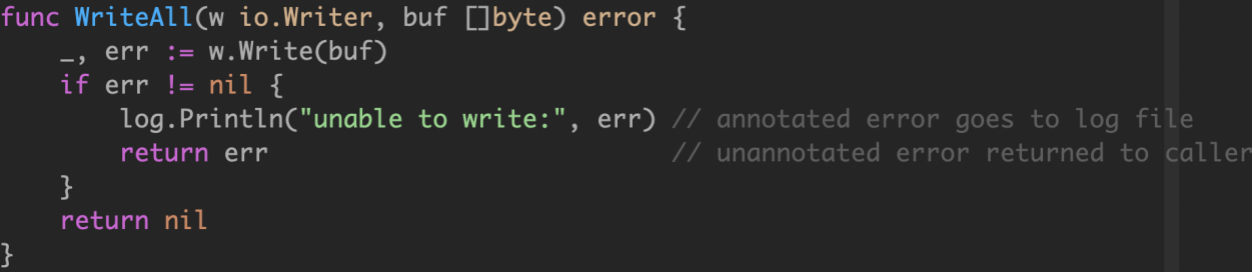 func WriteAll(w io.Writer, buf []byte) error {
    _, err := w.Write(buf)
    if err != nil {
        log.Println("unable to write:", err) // annotated error goes to log file
        return err                           // unannotated error returned to caller
    }
    return nil
}